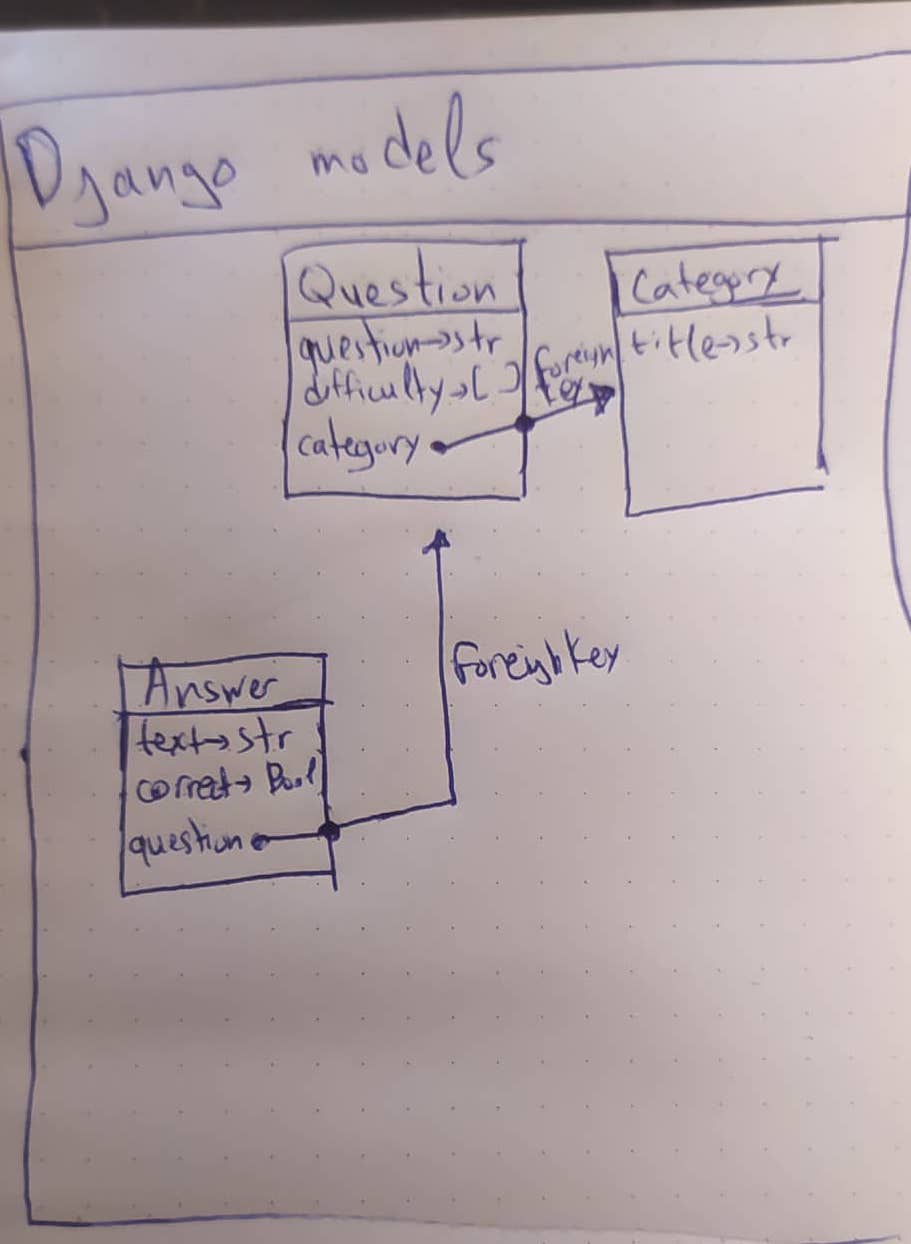 Django models
Question
question→str
difficulty→[ ]
category
foreign
key
Category
title→str
Foreignkey
Answer
text→str
correct→ Bool
question